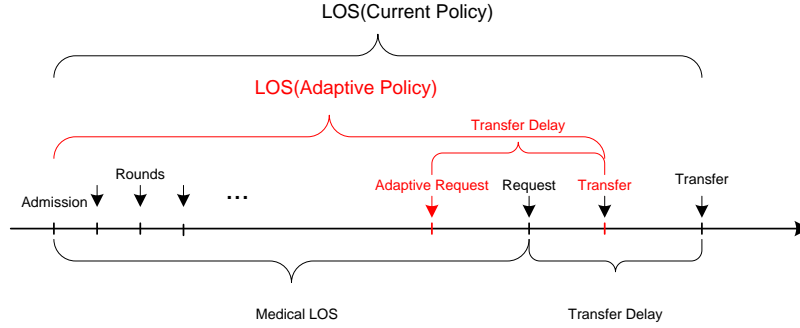 LOS(Current Policy)
LOS(Adaptive Policy)
Transfer Delay
Rounds
...
Adaptive Request
Request
Transfer
Transfer
Admission
Medical LOS
Transfer Delay